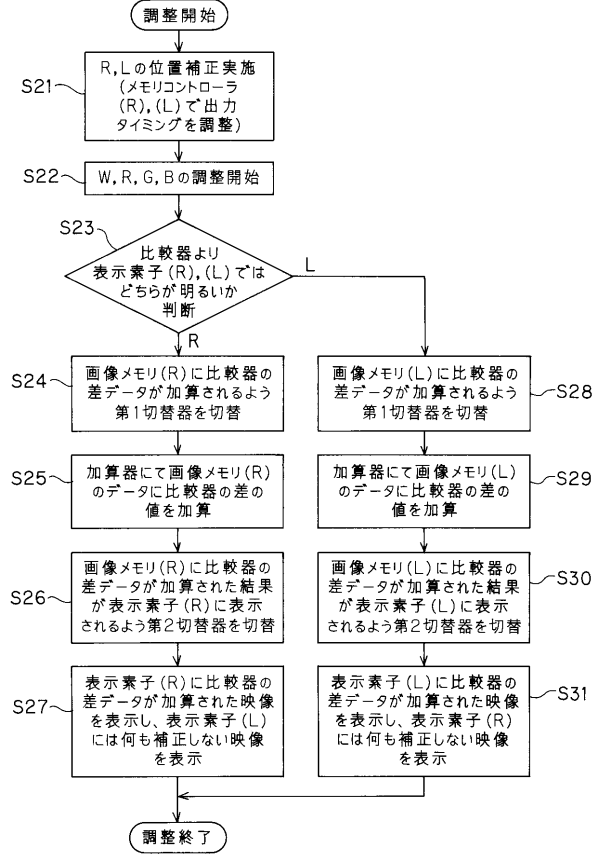 調整開始
S21
R,Lの位置補正実施
(メモリコントローラ
(R),(L)で出力
タイミングを調整)
S22
W,R,G,Bの調整開始
S23
比較器より
表示素子(R),(L)では
どちらが明るいか
判断
L
R
S24
画像メモリ(R)に比較器の
差データが加算されるよう
第1切替器を切替
S28
画像メモリ(L)に比較器の
差データが加算されるよう
第1切替器を切替
S25
加算器にて画像メモリ(R)
のデータに比較器の差の
値を加算
S29
加算器にて画像メモリ(L)
のデータに比較器の差の
値を加算
S26
画像メモリ(R)に比較器の
差データが加算された結果
が表示素子(R)に表示
されるよう第2切替器を切替
S30
画像メモリ(L)に比較器の
差データが加算された結果
が表示素子(L)に表示
されるよう第2切替器を切替
S27
表示素子(R)に比較器の
差データが加算された映像
を表示し、表示素子(L)
には何も補正しない映像
を表示
S31
表示素子(L)に比較器の
差データが加算された映像
を表示し、表示素子(R)
には何も補正しない映像
を表示
調整終了